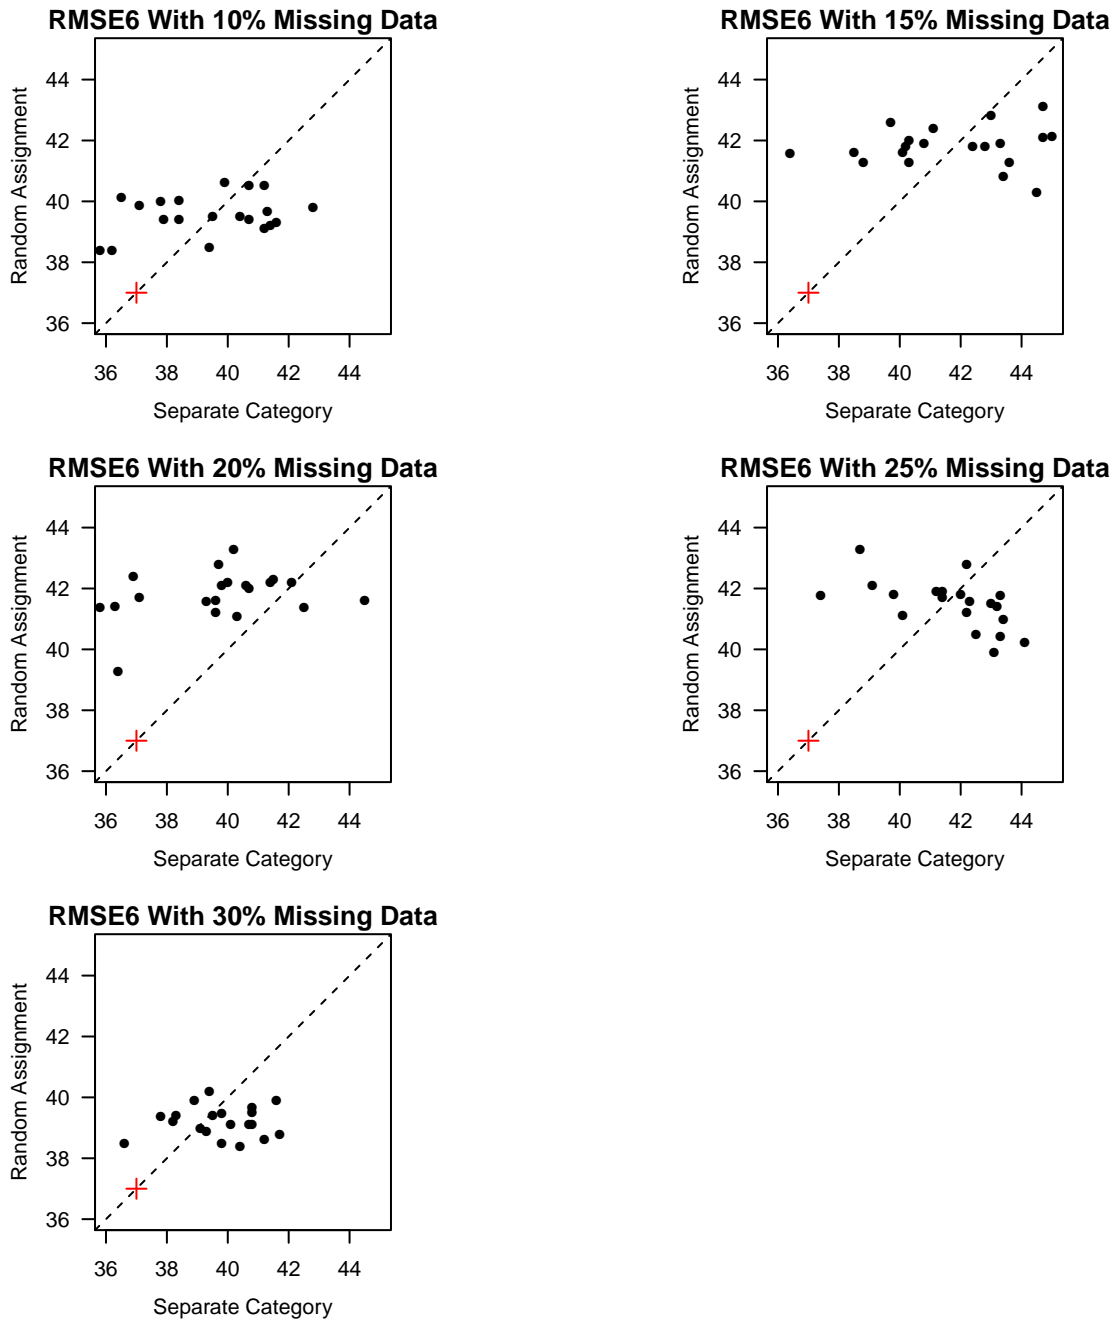 RMSE6 With 10% Missing Data
44
42
40
38
36
Random Assignment
36 38 40 42 44
Separate Category
RMSE6 With 15% Missing Data
44
42
40
38
36
Random Assignment
36 38 40 42 44
Separate Category
RMSE6 With 20% Missing Data
44
42
40
38
36
Random Assignment
36 38 40 42 44
Separate Category
RMSE6 With 25% Missing Data
44
42
40
38
36
Random Assignment
36 38 40 42 44
Separate Category
RMSE6 With 30% Missing Data
44
42
40
38
36
Random Assignment
36 38 40 42 44
Separate Category